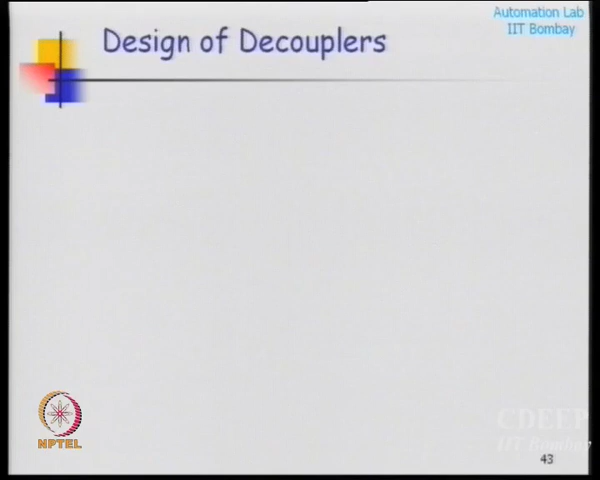 Automation Lab
IIT Bombay
Design of Decouplers
NPTEL
CDEEP
IIT Bombay
43